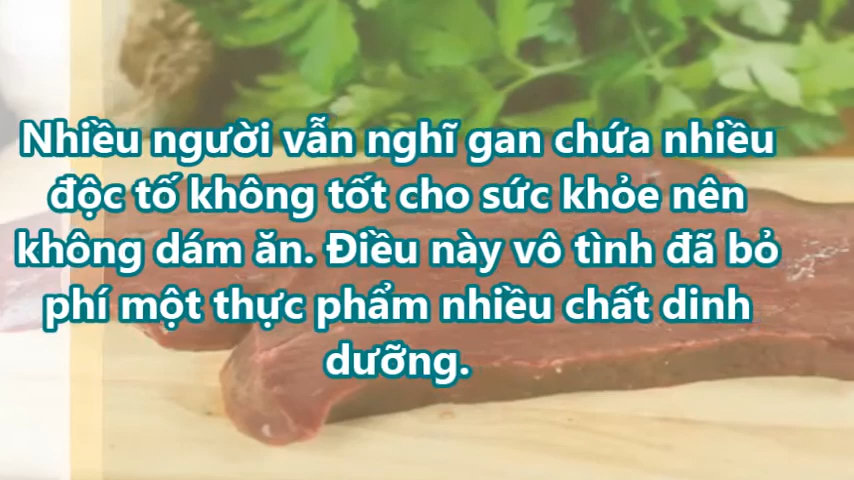 Nhiều người vẫn nghĩ gan chứa nhiều
độc tố không tốt cho sức khỏe nên
không dám ăn. Điều này vô tình đã bỏ
phí một thực phẩm nhiều chất dinh
dưỡng.